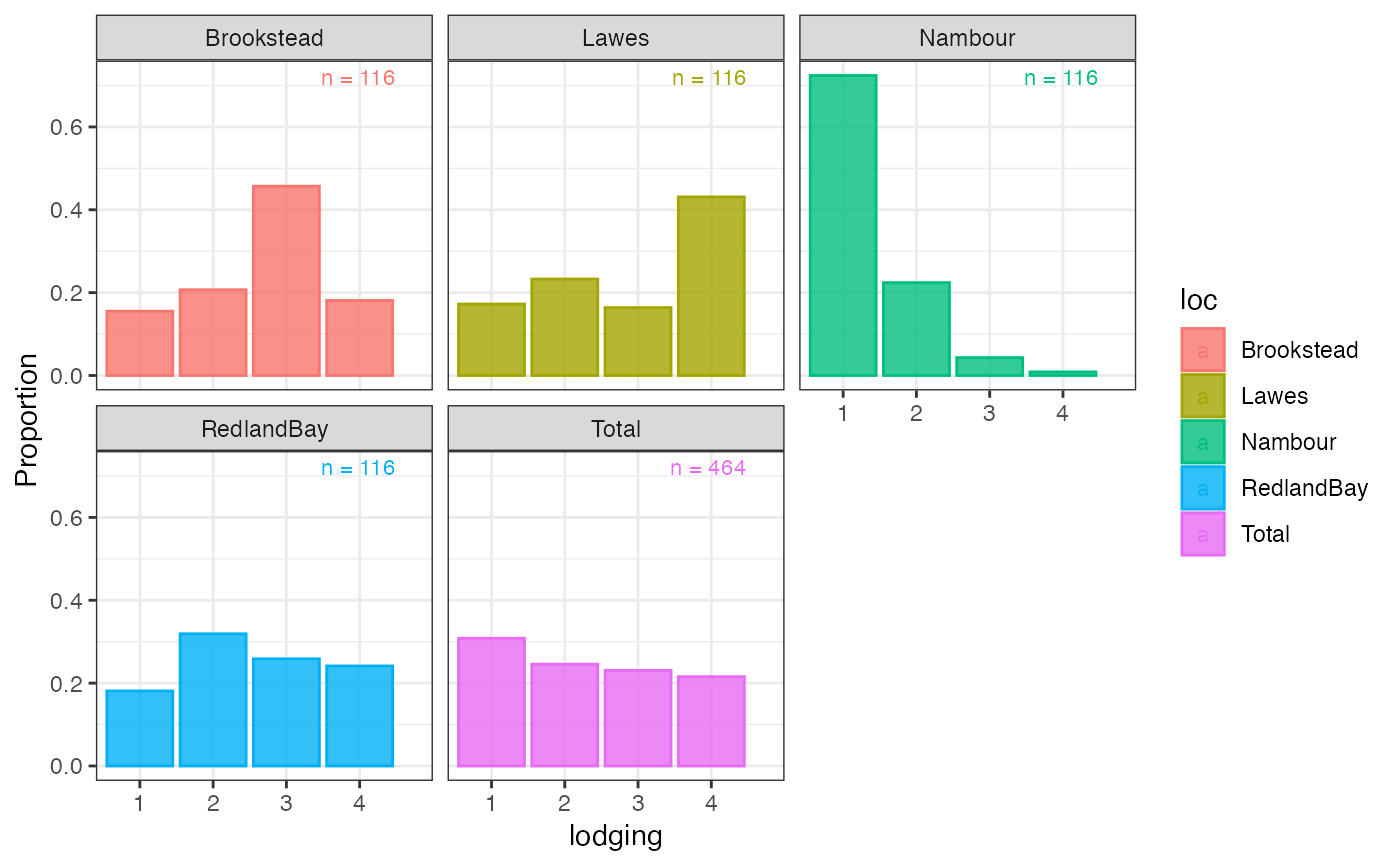 Brookstead
Lawes
Nambour
n = 116
n = 116
n = 116
0.6
0.4
0.2
0.0
1 2 3 4
RedlandBay
Total
n = 116
n = 464
0.6
0.4
0.2
0.0
1 2 3 4
1 2 3 4
lodging
Proportion
loc
a Brookstead
a Lawes
a Nambour
a RedlandBay
a Total